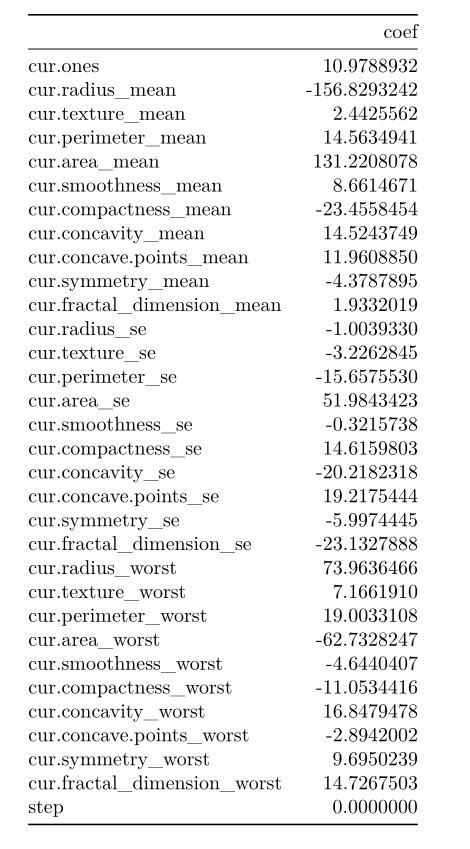 coef
cur.ones 10.9788932
cur.radius_mean -156.8293242
cur.texture_mean 2.4425562
cur.perimeter_mean 14.5634941
cur.area_mean 131.2208078
cur.smoothness_mean 8.6614671
cur.compactness_mean -23.4558454
cur.concavity_mean 14.5243749
cur.concave.points_mean 11.9608850
cur.symmetry_mean -4.3787895
cur.fractal_dimension_mean 1.9332019
cur.radius_se -1.0039330
cur.texture_se -3.2262845
cur.perimeter_se -15.6575530
cur.area_se 51.9843423
cur.smoothness_se -0.3215738
cur.compactness_se 14.6159803
cur.concavity_se -20.2182318
cur.concave.points_se 19.2175444
cur.symmetry_se -5.9974445
cur.fractal_dimension_se -23.1327888
cur.radius_worst 73.9636466
cur.texture_worst 7.1661910
cur.perimeter_worst 19.0033108
cur.area_worst -62.7328247
cur.smoothness_worst -4.6440407
cur.compactness_worst -11.0534416
cur.concavity_worst 16.8479478
cur.concave.points_worst -2.8942002
cur.symmetry_worst 9.6950239
cur.fractal_dimension_worst 14.7267503
step 0.0000000